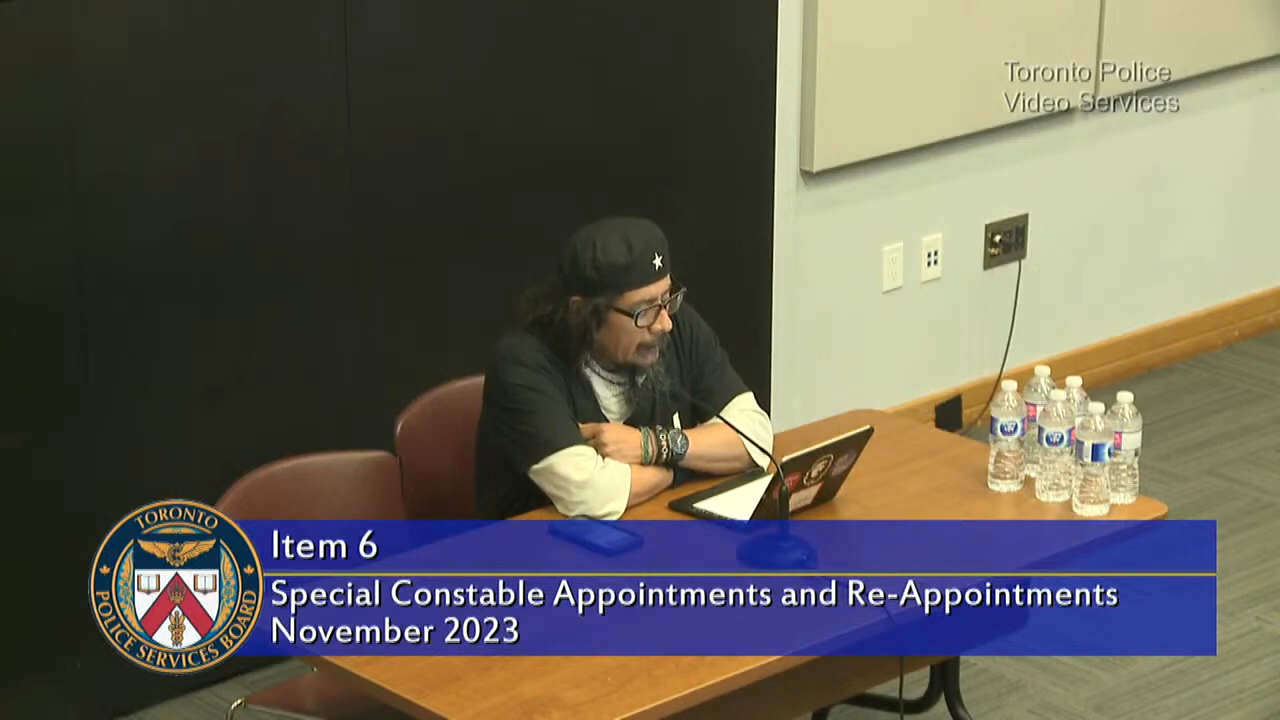 Toronto Police
Video Services
Item 6
Special Constable Appointments and Re-Appointments
November 2023
TORONTO
POLICE SERVICES BOARD